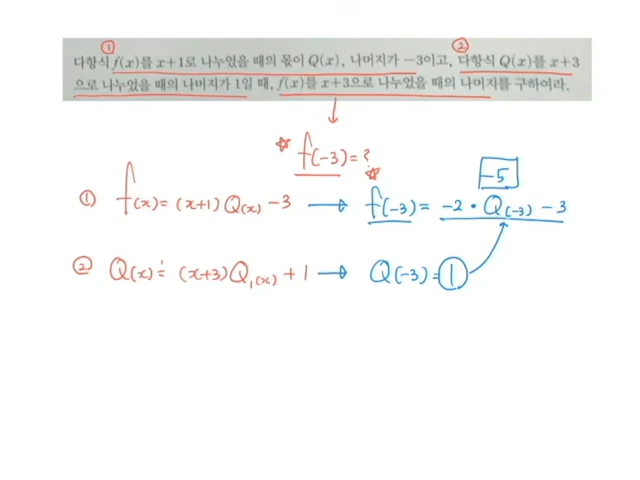 ① ②
다항식 f(x)를 x+1로 나누었을 때의 몫이 Q(x), 나머지가 -3이고, 다항식 Q(x)를 x+3
으로 나누었을 때의 나머지가 1일 때, f(x)를 x+3으로 나누었을 때의 나머지를 구하여라.
f(-3)=?
-5
① f(x)=(x+1)Q(x)-3 → f(-3)=-2·Q(-3)-3
② Q(x)=(x+3)Q₁(x)+1 → Q(-3)=1